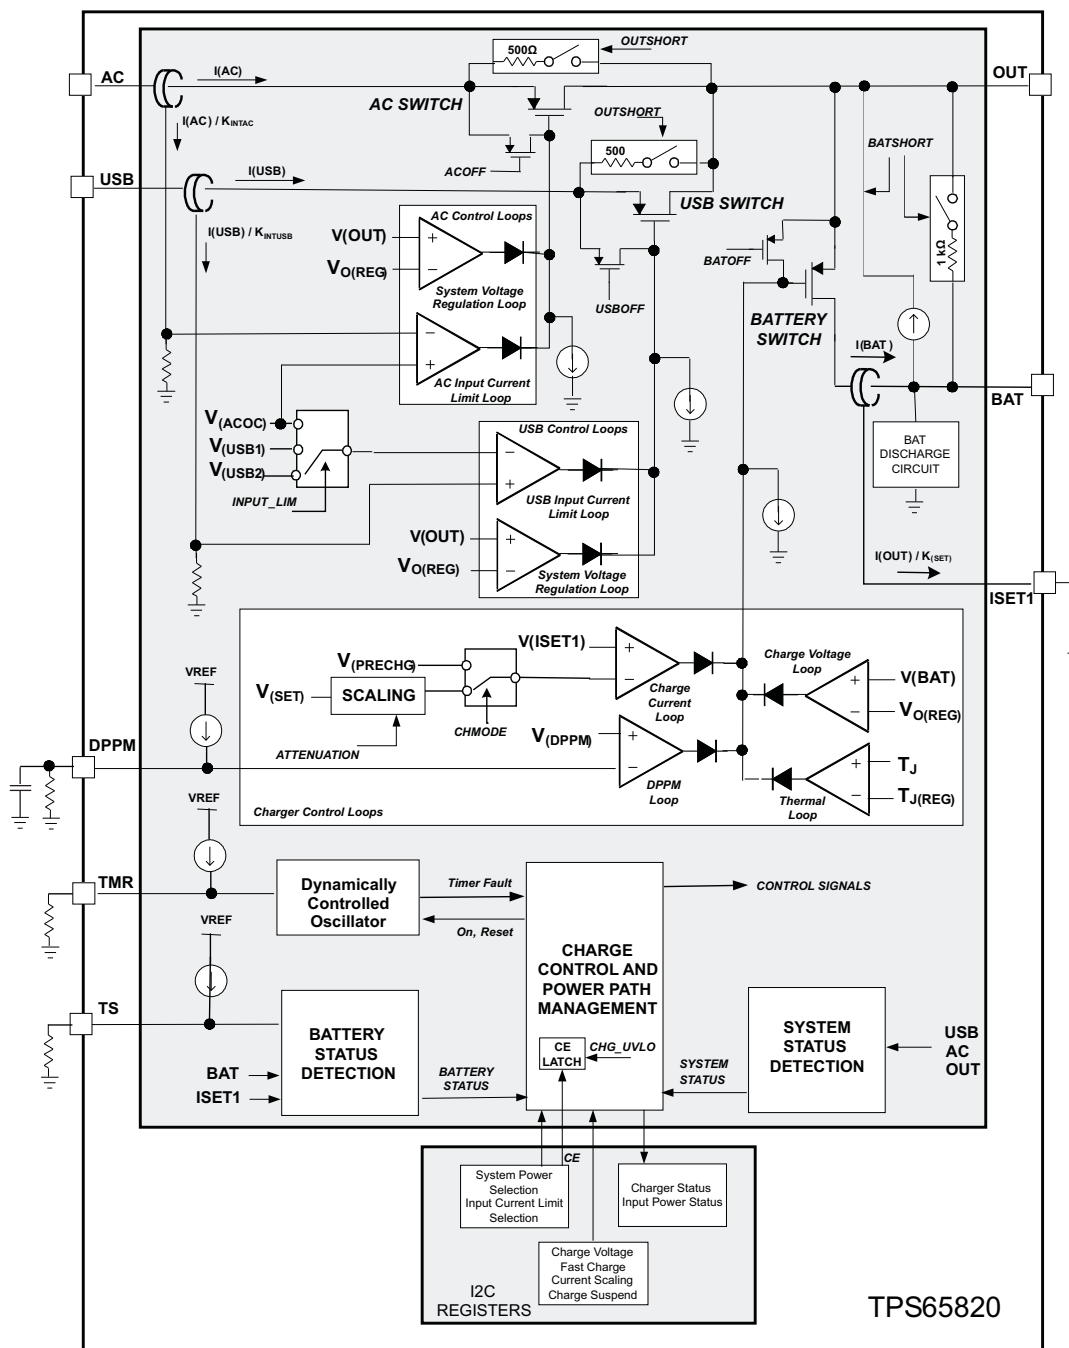 500Ω
OUTSHORT
AC
I(AC)
OUT
AC SWITCH
I(AC) / KINTAC
OUTSHORT
BATSHORT
500
ACOFF
USB
I(USB)
USB SWITCH
AC Control Loops
I(USB) / KINTUSB
V(OUT)
+
VO(REG)
−
BATOFF
1 kΩ
System Voltage
Regulation Loop
USBOFF
BATTERY
SWITCH
−
I(BAT)
+
AC Input Current
Limit Loop
BAT
V(ACOC)
V(USB1)
V(USB2)
USB Control Loops
−
BAT
DISCHARGE
CIRCUIT
+
INPUT_LIM
USB Input Current
Limit Loop
V(OUT)
+
VO(REG)
−
I(OUT) / K(SET)
System Voltage
Regulation Loop
ISET1
V(ISET1)
+
V(PRECHG)
Charge Voltage
Loop
VREF
V(SET)
SCALING
−
Charge
Current
Loop
+
V(BAT)
−
VO(REG)
CHMODE
V(DPPM)
+
DPPM
ATTENUATION
−
DPPM
Loop
+
TJ
−
TJ(REG)
Thermal
Loop
VREF
Charger Control Loops
TMR
Dynamically
Controlled
Oscillator
Timer Fault
CONTROL SIGNALS
VREF
On, Reset
CHARGE
CONTROL AND
POWER PATH
MANAGEMENT
TS
BATTERY
STATUS
DETECTION
SYSTEM
STATUS
DETECTION
USB
AC
OUT
CE
LATCH
CHG_UVLO
BAT
ISET1
BATTERY
STATUS
SYSTEM
STATUS
CE
System Power
Selection
Input Current Limit
Selection
Charger Status
Input Power Status
Charge Voltage
Fast Charge
Current Scaling
Charge Suspend
I2C
REGISTERS
TPS65820